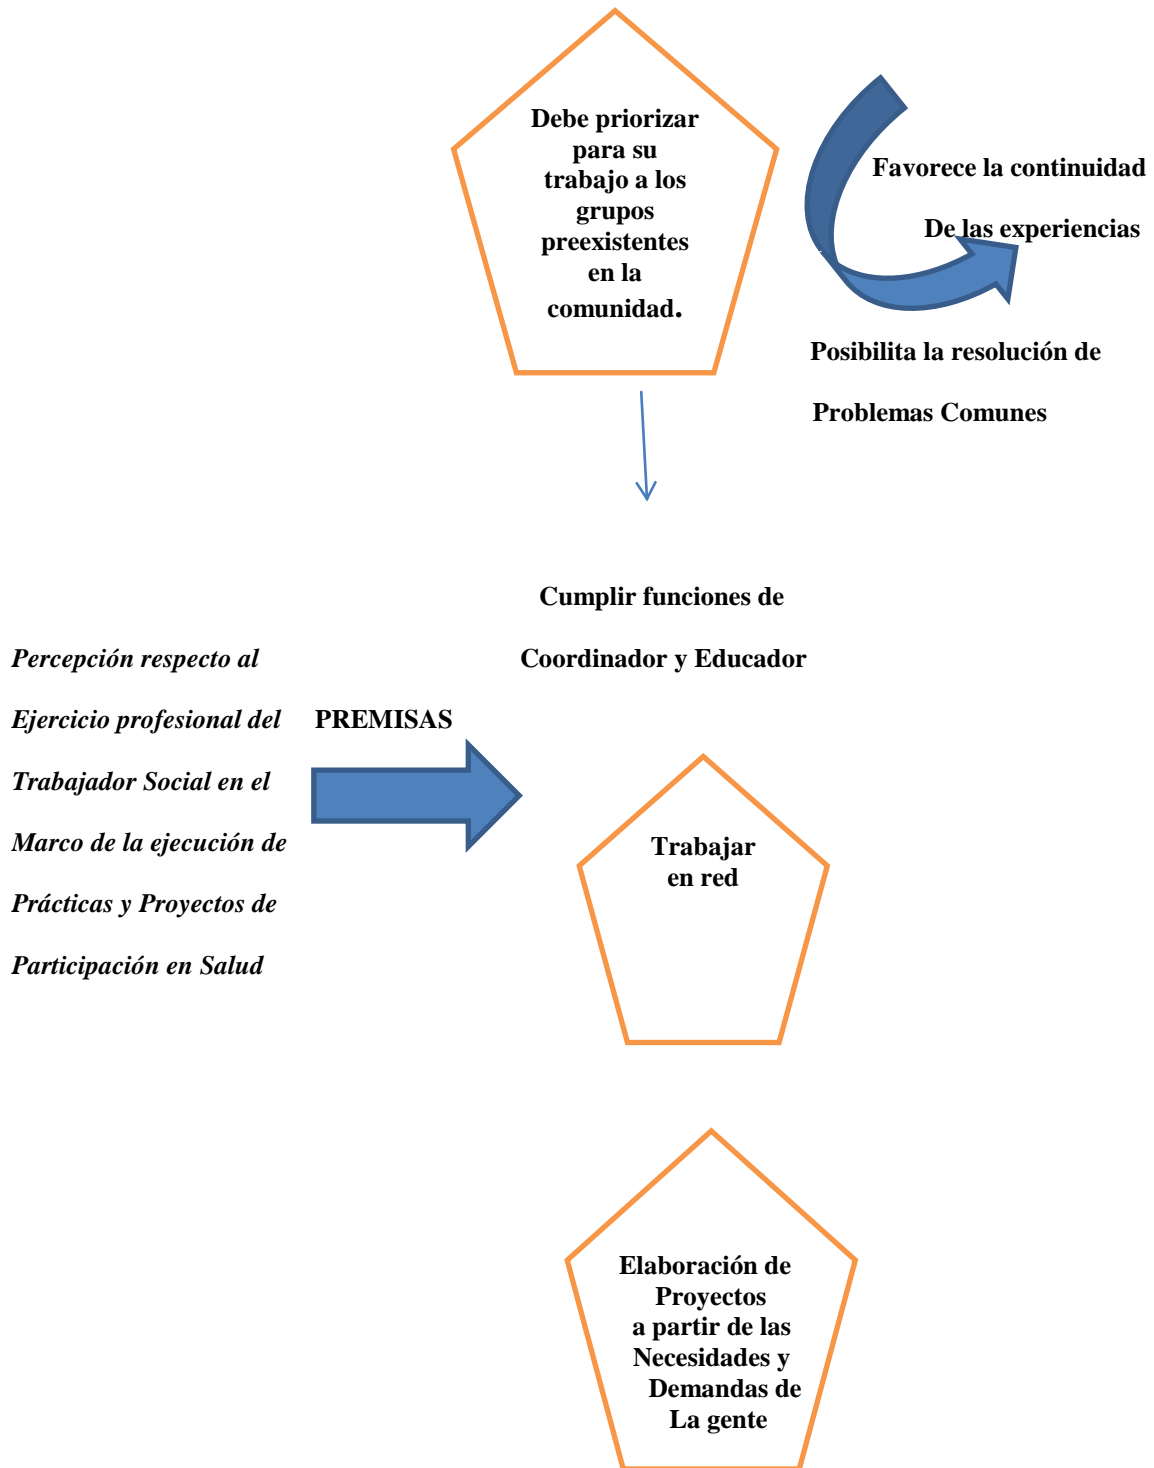 Debe priorizar
para su
trabajo a los
grupos
preexistentes
en la
comunidad.
Favorece la continuidad
De las experiencias
Posibilita la resolución de
Problemas Comunes
Cumplir funciones de
Coordinador y Educador
Percepción respecto al
Ejercicio profesional del
Trabajador Social en el
Marco de la ejecución de
Prácticas y Proyectos de
Participación en Salud
PREMISAS
Trabajar
en red
Elaboración de
Proyectos
a partir de las
Necesidades y
Demandas de
La gente